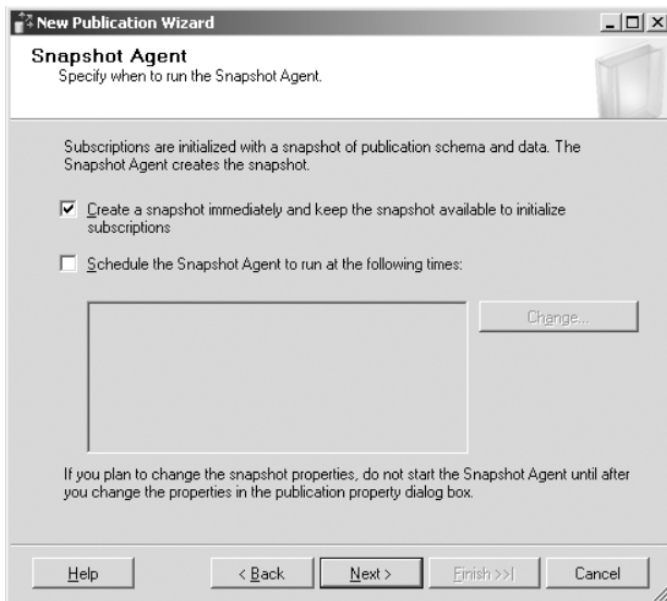 New Publication Wizard
Snapshot Agent
Specify when to run the Snapshot Agent.
Subscriptions are initialized with a snapshot of publication schema and data. The
Snapshot Agent creates the snapshot.
Create a snapshot immediately and keep the snapshot available to initialize
subscriptions
Schedule the Snapshot Agent to run at the following times:
Change...
If you plan to change the snapshot properties, do not start the Snapshot Agent until after
you change the properties in the publication property dialog box.
Help < Back Next > Finish >>| Cancel